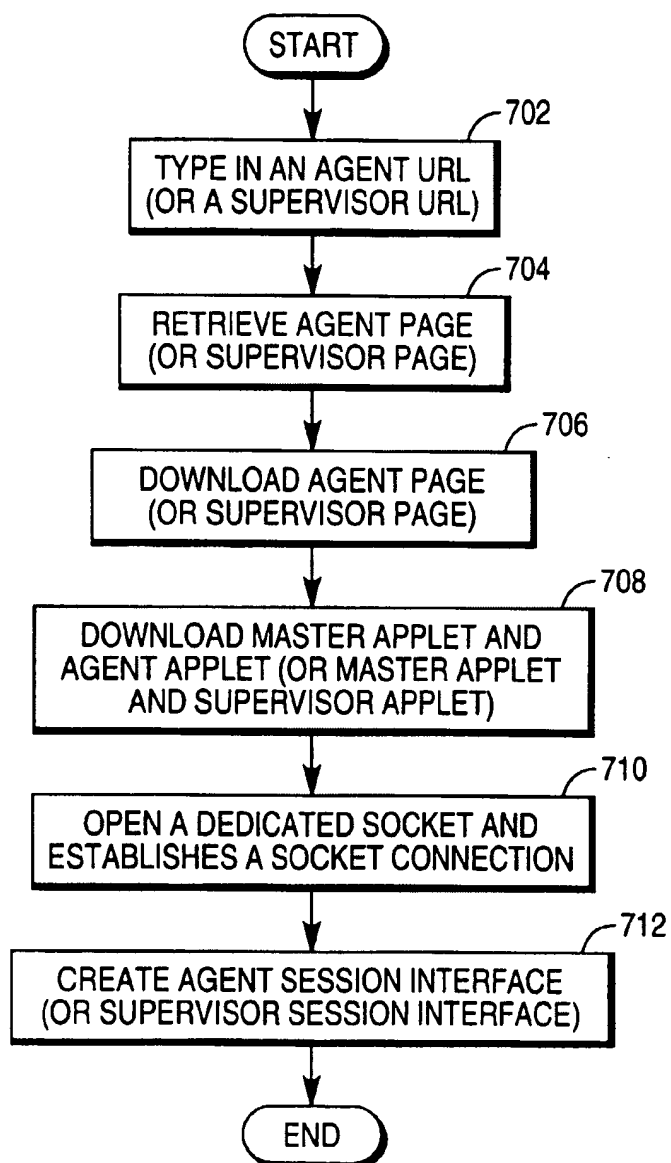 START
702
TYPE IN AN AGENT URL
(OR A SUPERVISOR URL)
704
RETRIEVE AGENT PAGE
(OR SUPERVISOR PAGE)
706
DOWNLOAD AGENT PAGE
(OR SUPERVISOR PAGE)
708
DOWNLOAD MASTER APPLET AND
AGENT APPLET (OR MASTER APPLET
AND SUPERVISOR APPLET)
710
OPEN A DEDICATED SOCKET AND
ESTABLISHES A SOCKET CONNECTION
712
CREATE AGENT SESSION INTERFACE
(OR SUPERVISOR SESSION INTERFACE)
END